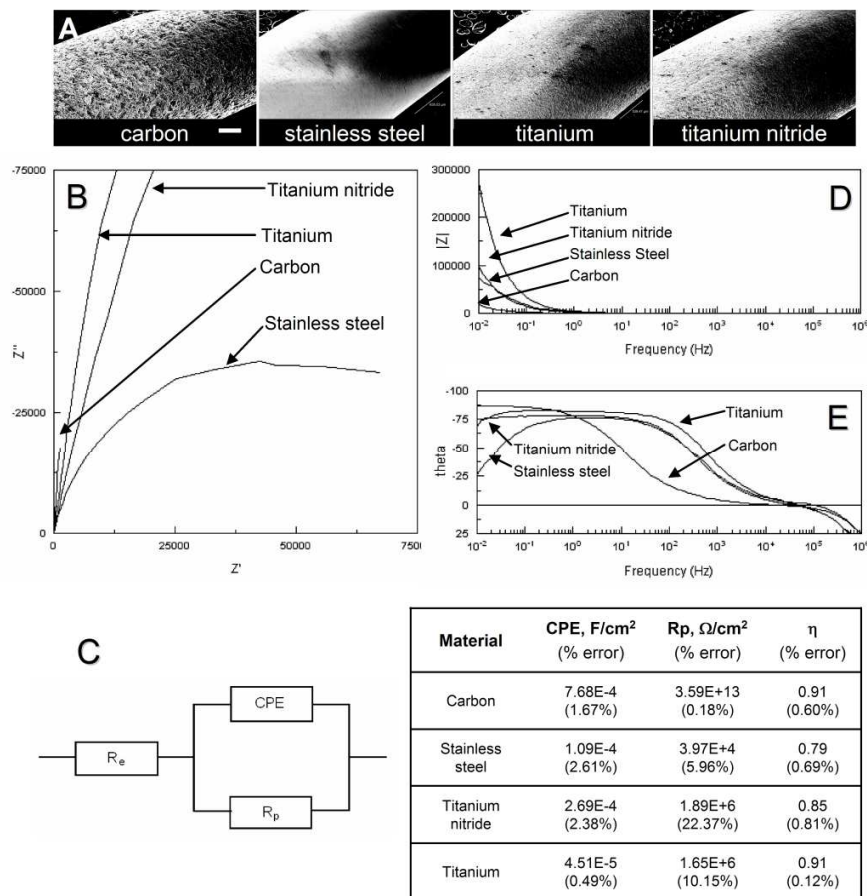 A
carbon
stainless steel
titanium
titanium nitride
B
-75000
-50000
-25000
0
Z''
Titanium nitride
Titanium
Carbon
Stainless steel
0
25000
50000
7500
Z'
D
300000
200000
100000
0
|Z|
Titanium
Titanium nitride
Stainless Steel
Carbon
10⁻² 10⁻¹ 10⁰ 10¹ 10² 10³ 10⁴ 10⁵ 10⁶
Frequency (Hz)
E
-100
-75
-50
-25
0
25
theta
Titanium
Titanium nitride
Carbon
Stainless steel
10⁻² 10⁻¹ 10⁰ 10¹ 10² 10³ 10⁴ 10⁵ 10⁶
Frequency (Hz)
C
CPE
Rₑ
Rₚ
Material CPE, F/cm² Rp, Ω/cm² η
(% error) (% error) (% error)
Carbon 7.68E-4 3.59E+13 0.91
(1.67%) (0.18%) (0.60%)
Stainless steel 1.09E-4 3.97E+4 0.79
(2.61%) (5.96%) (0.69%)
Titanium nitride 2.69E-4 1.89E+6 0.85
(2.38%) (22.37%) (0.81%)
Titanium 4.51E-5 1.65E+6 0.91
(0.49%) (10.15%) (0.12%)